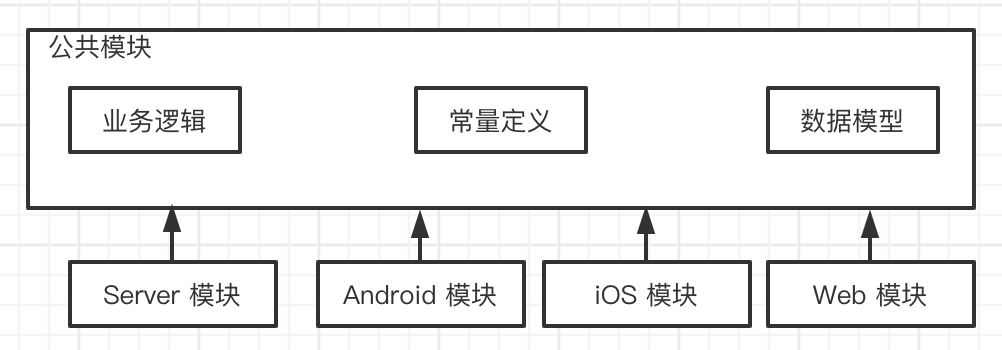 公共模块
业务逻辑
常量定义
数据模型
Server 模块
Android 模块
iOS 模块
Web 模块